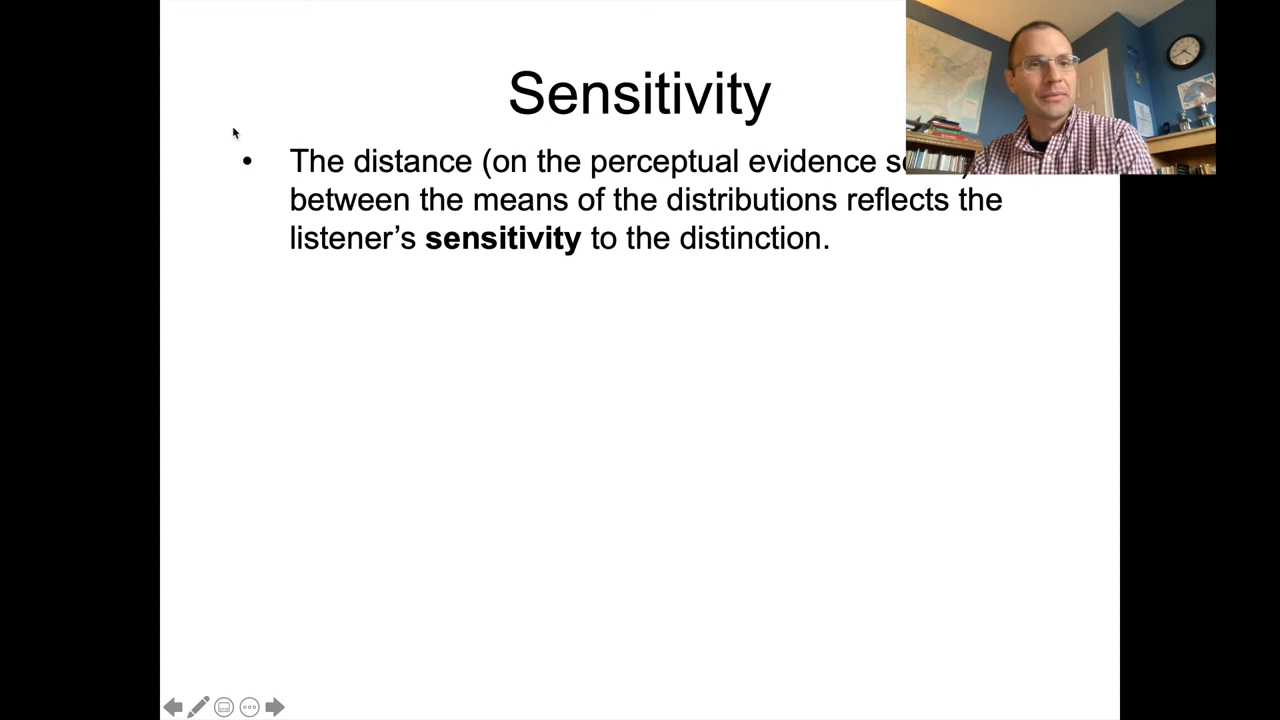 Sensitivity
• The distance (on the perceptual evidence
between the means of the distributions reflects the
listener’s sensitivity to the distinction.